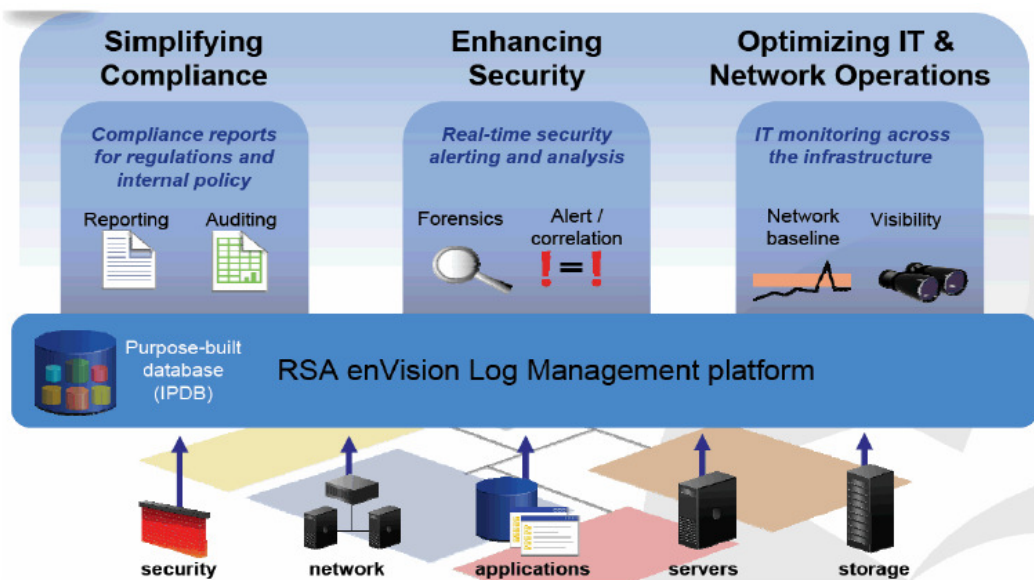 Simplifying
Compliance
Compliance reports
for regulations and
internal policy
Reporting
Auditing
Enhancing
Security
Real-time security
alerting and analysis
Forensics
Alert /
correlation
!=!
Optimizing IT &
Network Operations
IT monitoring across
the infrastructure
Network
baseline
Visibility
Purpose-built
database
(IPDB)
RSA enVision Log Management platform
security
network
applications
servers
storage